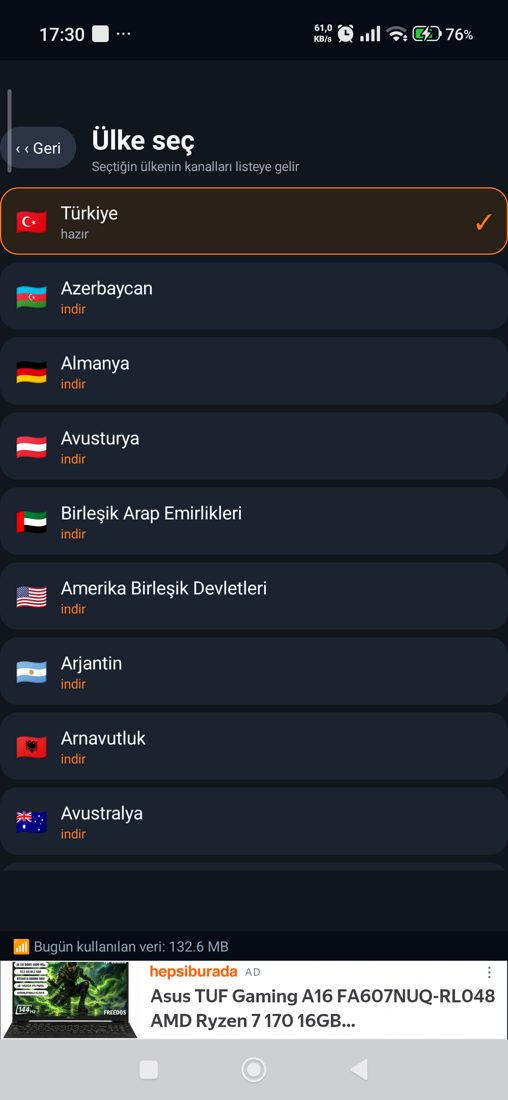 17:30
61,0
KB/s
76%
‹ ‹ Geri
Ülke seç
Seçtiğin ülkenin kanalları listeye gelir
Türkiye
hazır
Azerbaycan
indir
Almanya
indir
Avusturya
indir
Birleşik Arap Emirlikleri
indir
Amerika Birleşik Devletleri
indir
Arjantin
indir
Arnavutluk
indir
Avustralya
indir
Bugün kullanılan veri: 132.6 MB
hepsiburada AD
Asus TUF Gaming A16 FA607NUQ-RL048
AMD Ryzen 7 170 16GB...
144Hz
FREEDOS